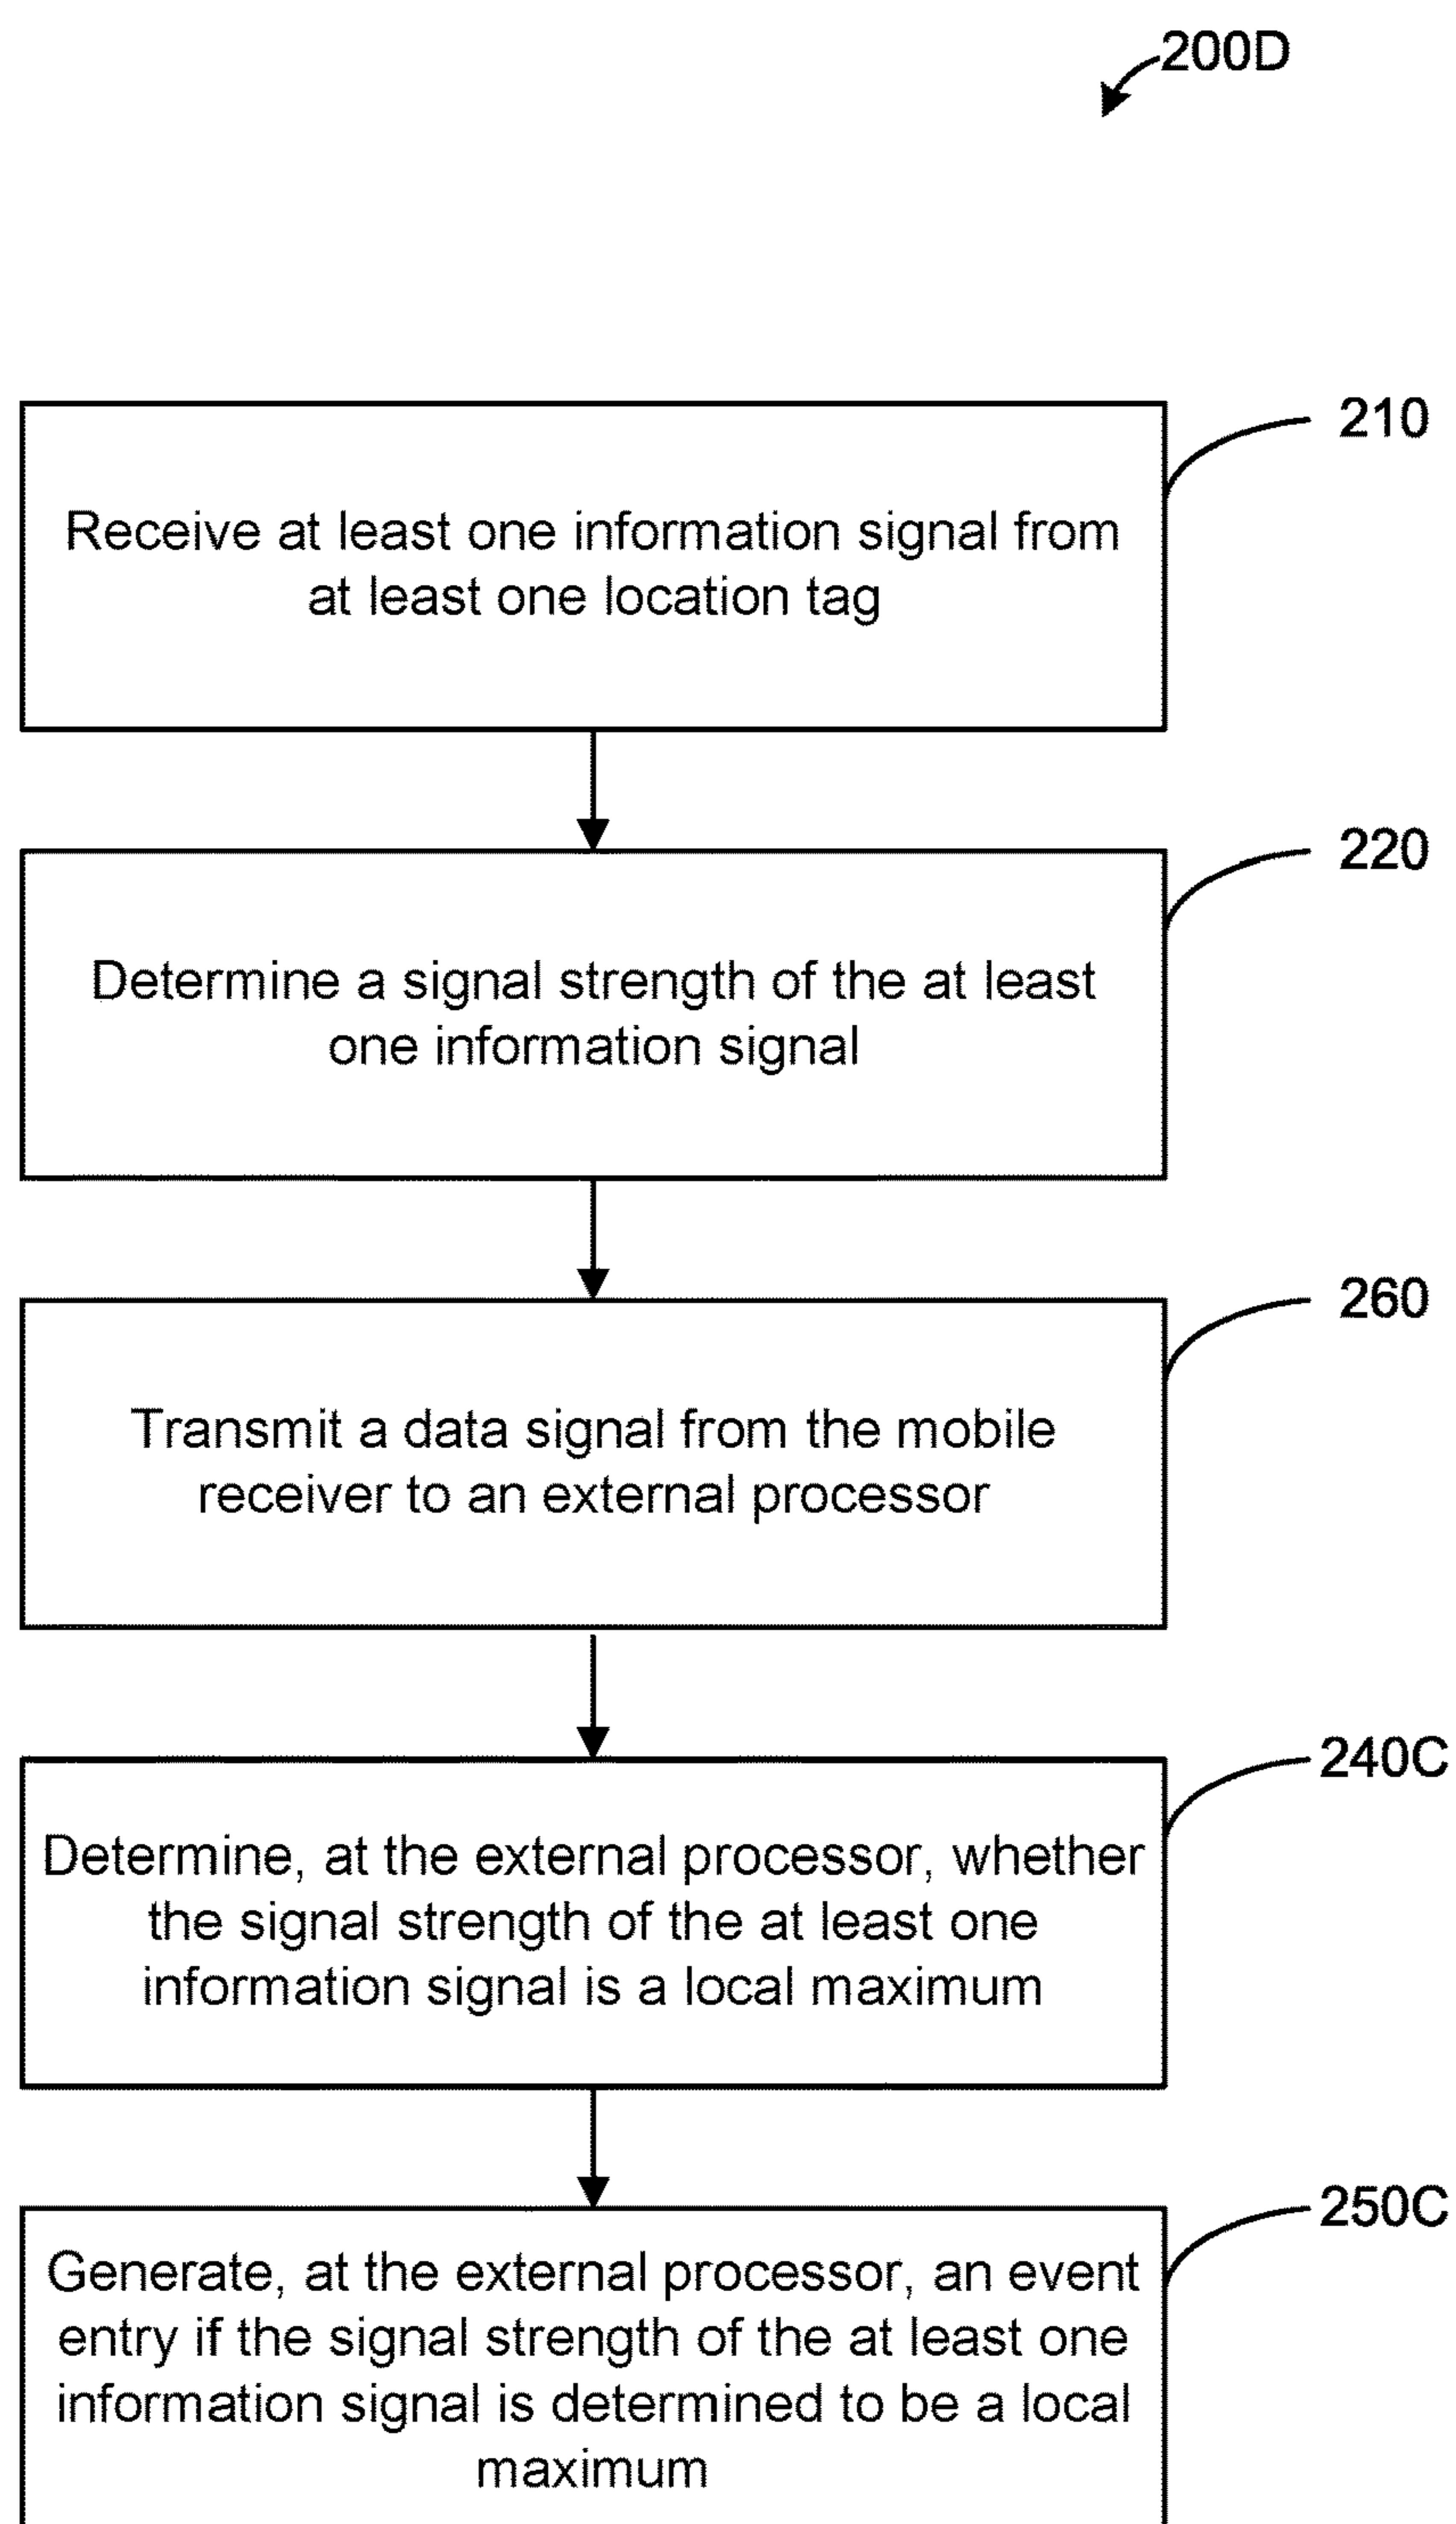 200D
210
Receive at least one information signal from
at least one location tag
220
Determine a signal strength of the at least
one information signal
260
Transmit a data signal from the mobile
receiver to an external processor
240C
Determine, at the external processor, whether
the signal strength of the at least one
information signal is a local maximum
250C
Generate, at the external processor, an event
entry if the signal strength of the at least one
information signal is determined to be a local
maximum